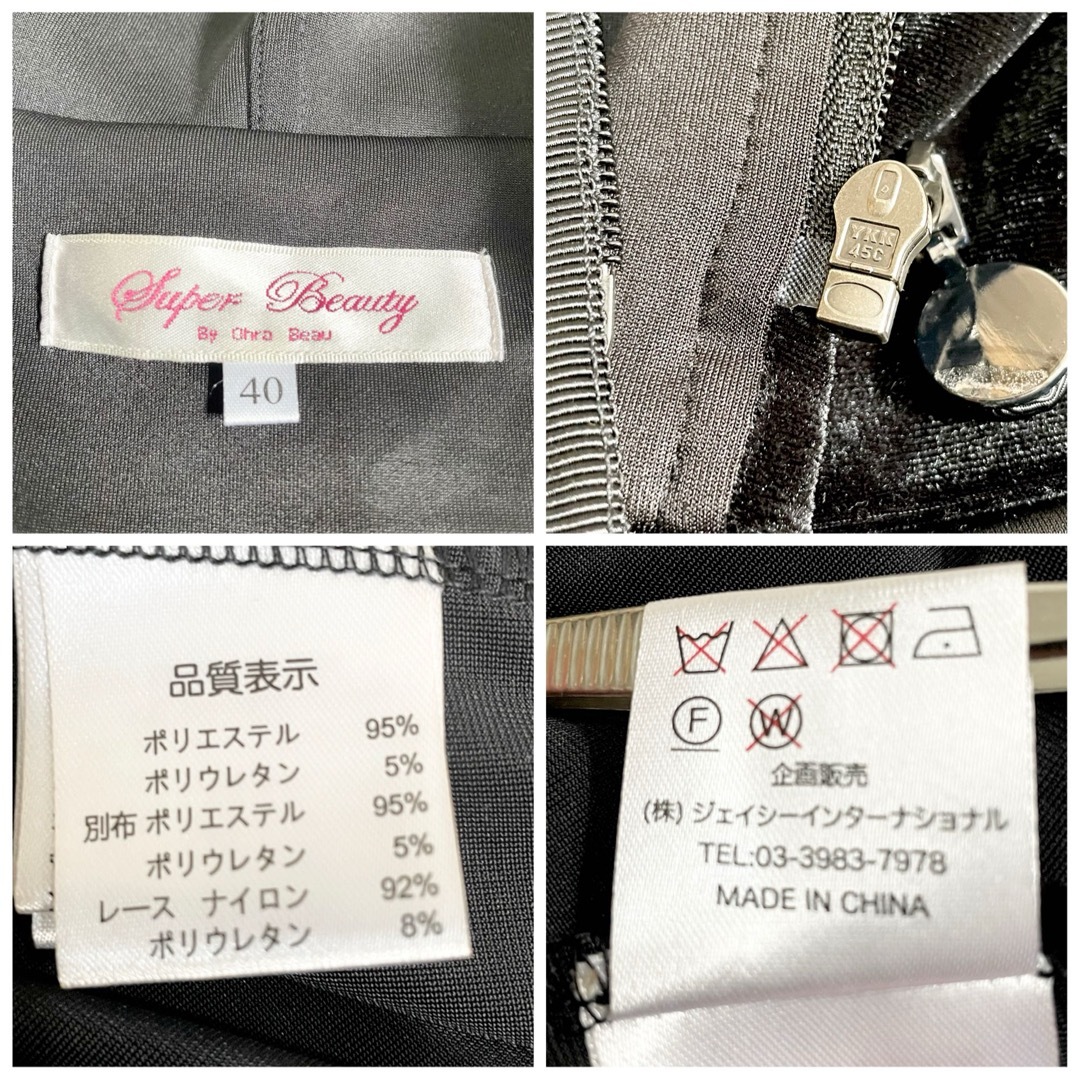 Super Beauty
By Ohra Beau
40
YKK
45C
品質表示
ポリエステル 95%
ポリウレタン 5%
別布 ポリエステル 95%
ポリウレタン 5%
レース ナイロン 92%
ポリウレタン 8%
F W
企画販売
(株) ジェイシーインターナショナル
TEL:03-3983-7978
MADE IN CHINA